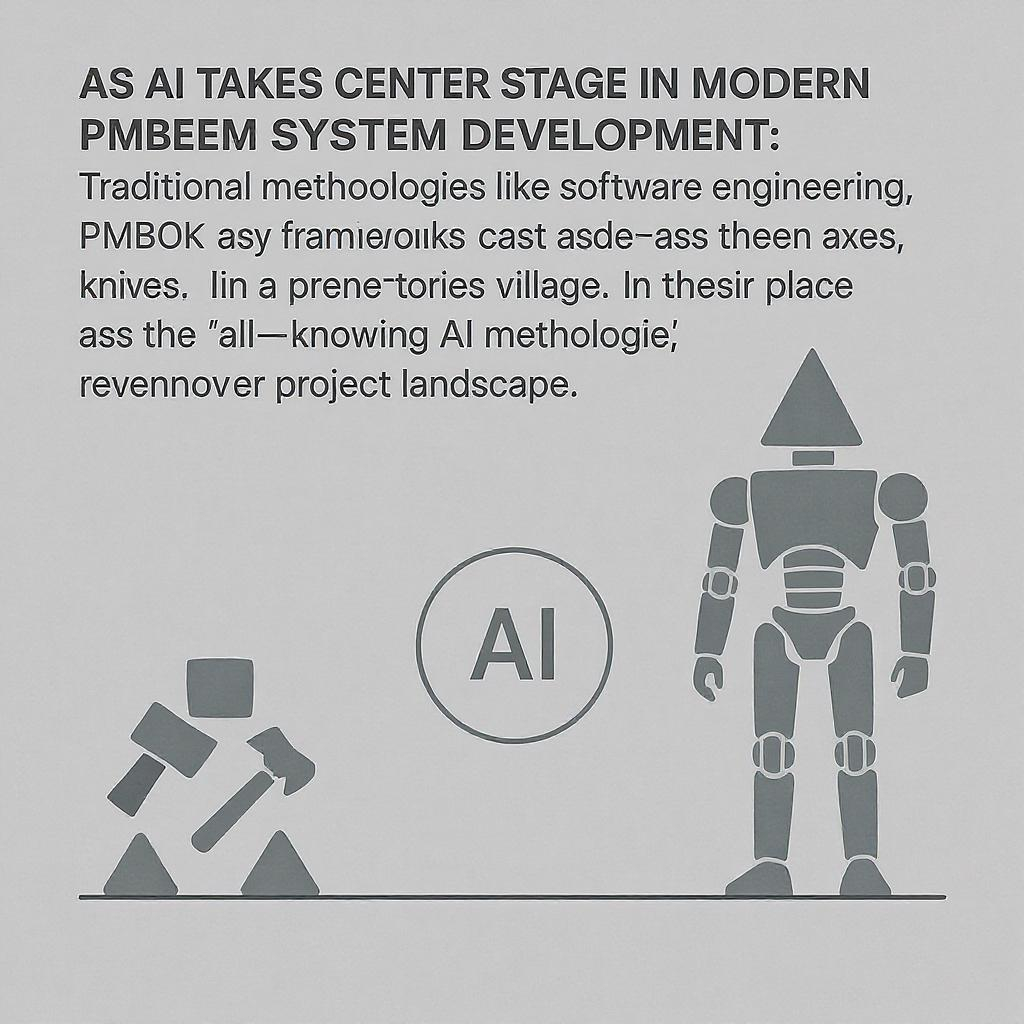 AS AI TAKES CENTER STAGE IN MODERN
PMBEEM SYSTEM DEVELOPMENT:
Traditional methoologies like software engineering,
PMBOK asy cast asde–ass theen axes,
knives. Iin a prene-tories village. In thesir place
ass the "all—knowing AI methologie,'
revennover project landscape.
AI